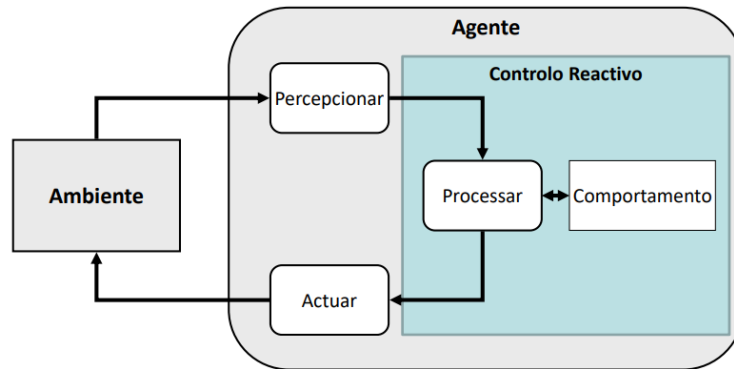 Agente
Controlo Reactivo
Percepcionar
Ambiente
Processar
Comportamento
Actuar